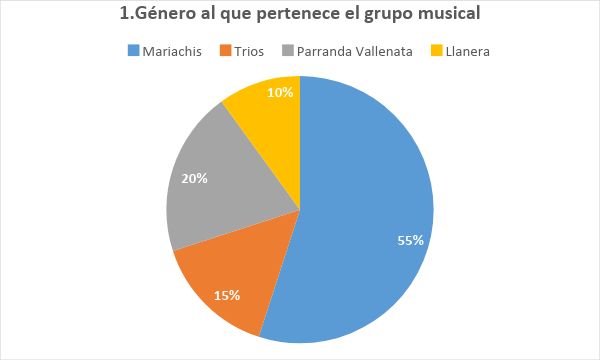 1.Género al que pertenece el grupo musical
Mariachis Trios Parranda Vallenata Llanera
10%
20%
55%
15%